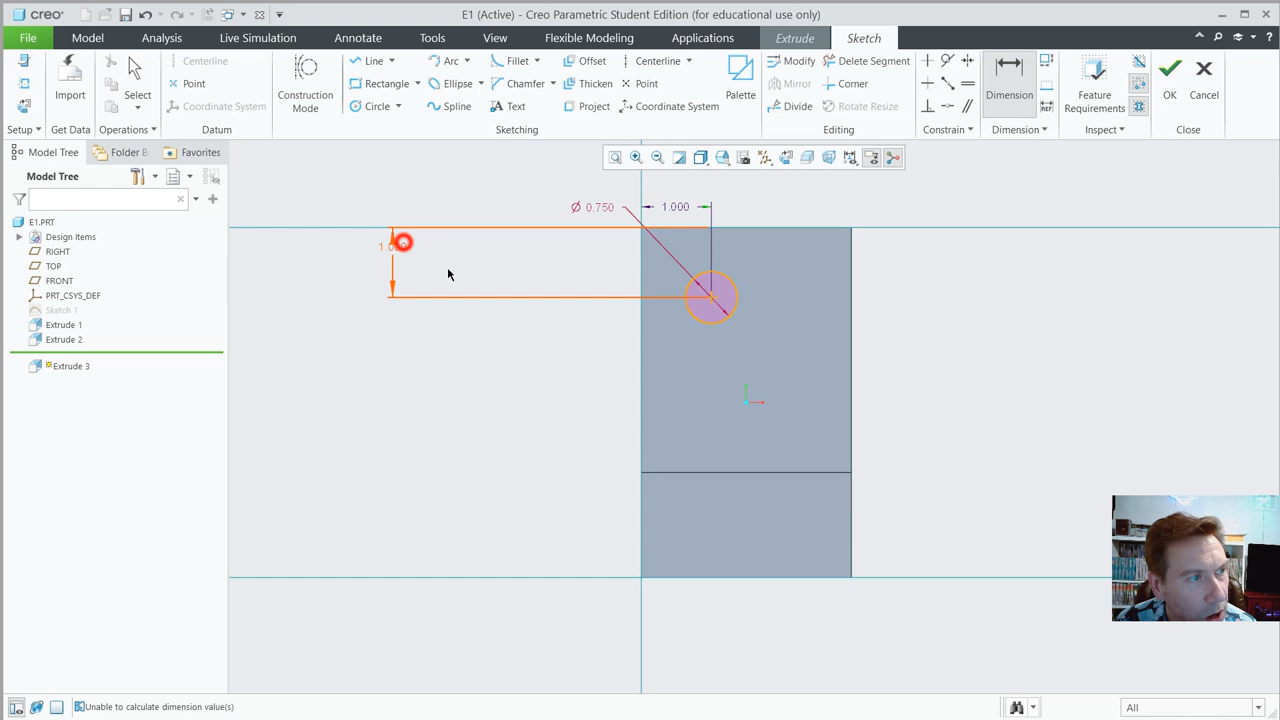 creo
E1 (Active) - Creo Parametric Student Edition (for educational use only)
File Model Analysis Live Simulation Annotate Tools View Flexible Modeling Applications Extrude Sketch
Import
Select
Centerline
Point
Coordinate System
Construction Mode
Line Arc Fillet Offset Centerline
Rectangle Ellipse Chamfer Thicken Point
Circle Spline Text Project Coordinate System
Palette
Modify Delete Segment
Mirror Corner
Divide Rotate Resize
Dimension
Feature Requirements
OK
Cancel
Setup Get Data Operations Datum Sketching Editing Constrain Dimension Inspect Close
Model Tree Folder B Favorites
Model Tree
E1.PRT
Design Items
RIGHT
TOP
FRONT
PRT_CSYS_DEF
Sketch 1
Extrude 1
Extrude 2
Extrude 3
Ø 0.750
1.000
Unable to calculate dimension value(s)
All